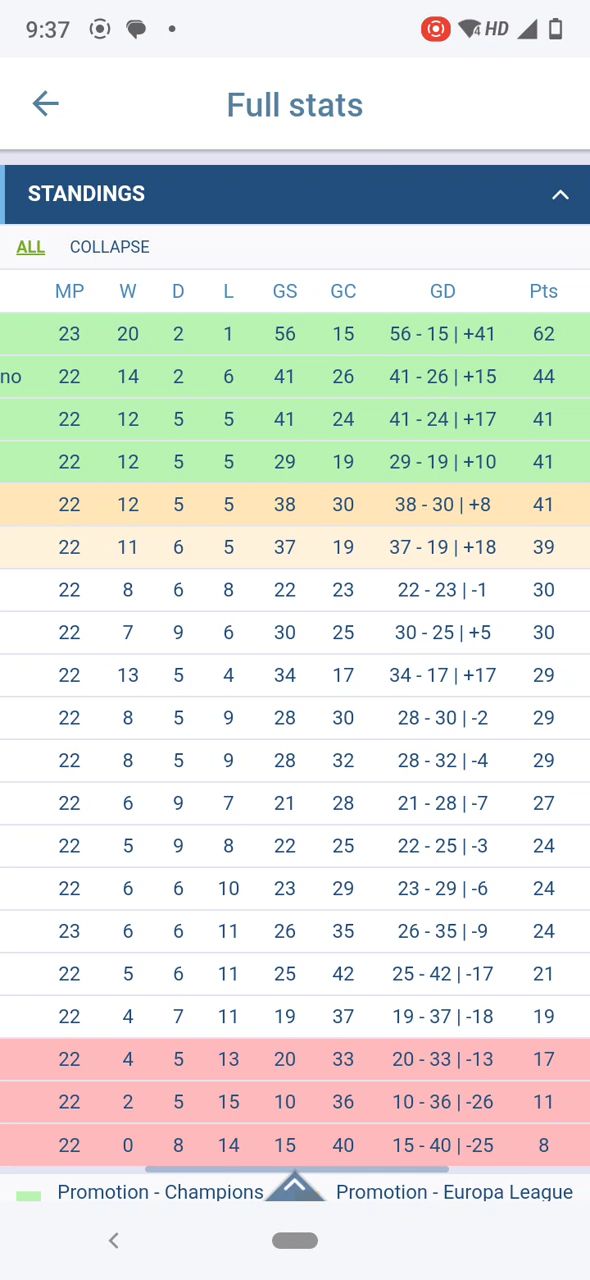 9:37 4 HD
Full stats
STANDINGS
ALL COLLAPSE
MP W D L GS GC GD Pts
23 20 2 1 56 15 56 - 15 | +41 62
no 22 14 2 6 41 26 41 - 26 | +15 44
22 12 5 5 41 24 41 - 24 | +17 41
22 12 5 5 29 19 29 - 19 | +10 41
22 12 5 5 38 30 38 - 30 | +8 41
22 11 6 5 37 19 37 - 19 | +18 39
22 8 6 8 22 23 22 - 23 | -1 30
22 7 9 6 30 25 30 - 25 | +5 30
22 13 5 4 34 17 34 - 17 | +17 29
22 8 5 9 28 30 28 - 30 | -2 29
22 8 5 9 28 32 28 - 32 | -4 29
22 6 9 7 21 28 21 - 28 | -7 27
22 5 9 8 22 25 22 - 25 | -3 24
22 6 6 10 23 29 23 - 29 | -6 24
23 6 6 11 26 35 26 - 35 | -9 24
22 5 6 11 25 42 25 - 42 | -17 21
22 4 7 11 19 37 19 - 37 | -18 19
22 4 5 13 20 33 20 - 33 | -13 17
22 2 5 15 10 36 10 - 36 | -26 11
22 0 8 14 15 40 15 - 40 | -25 8
Promotion - Champions Promotion - Europa League